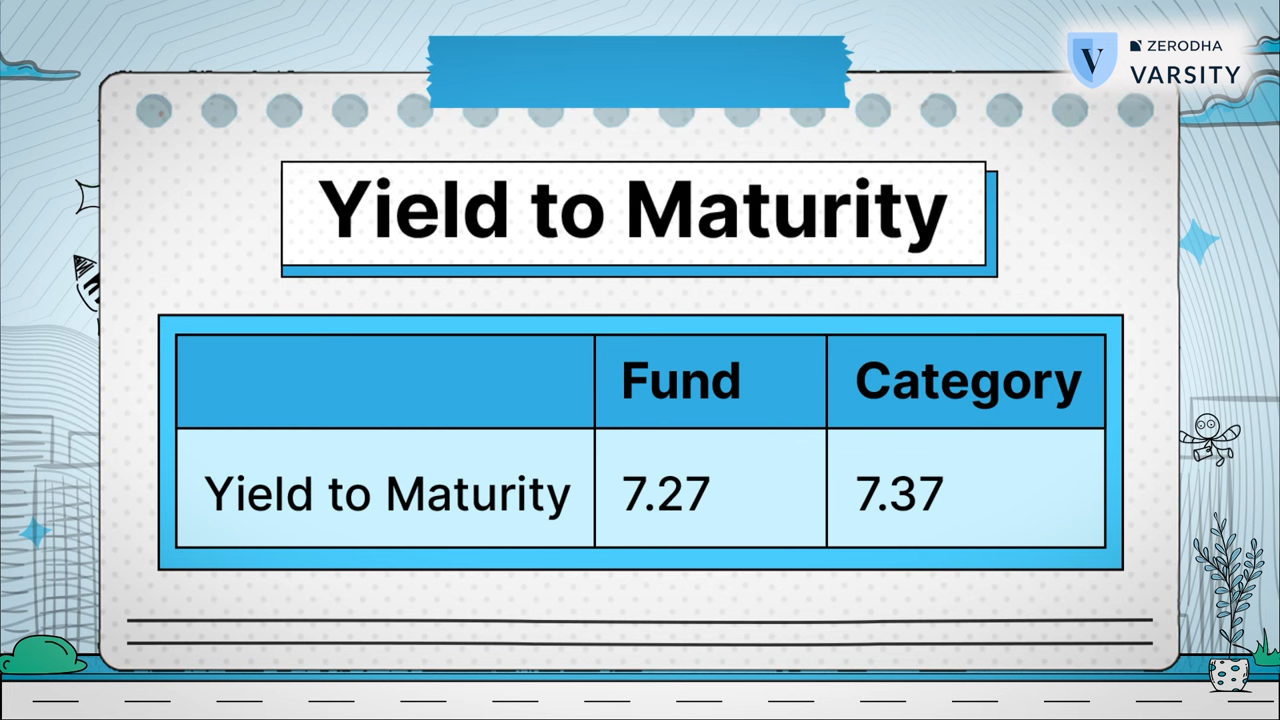 ZERODHA
VARSITY
V
Yield to Maturity
Fund Category
Yield to Maturity 7.27 7.37